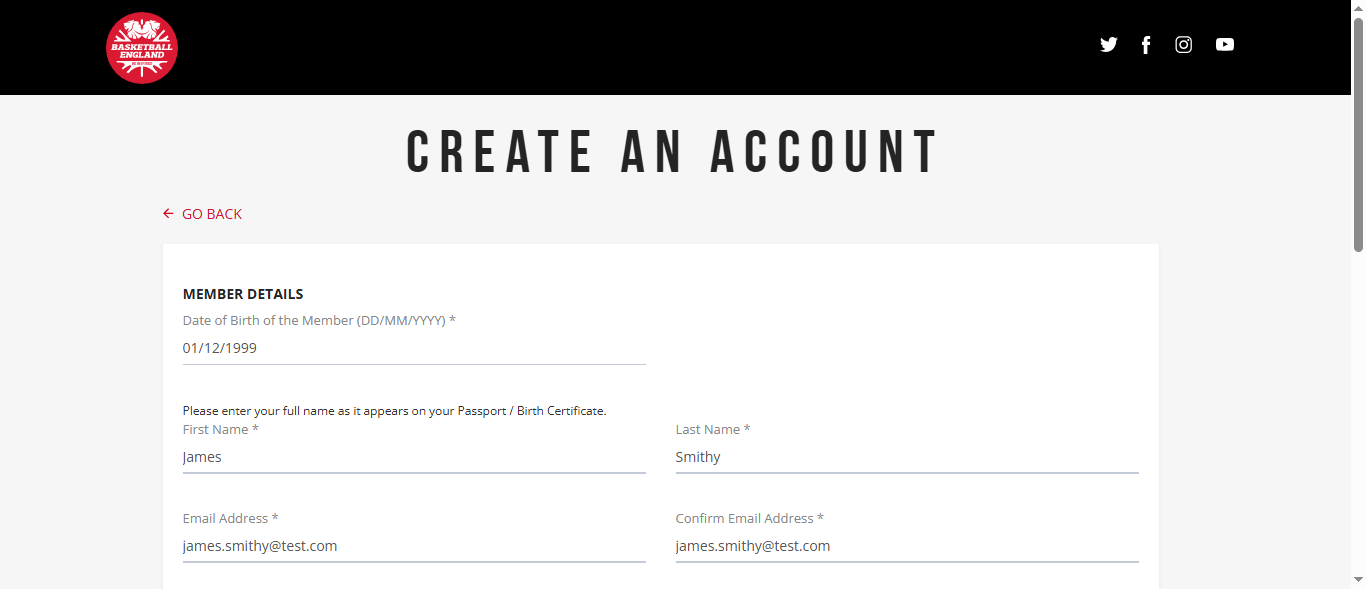 BASKETBALL
ENGLAND
CREATE AN ACCOUNT
GO BACK
MEMBER DETAILS
Date of Birth of the Member (DD/MM/YYYY) *
01/12/1999
Please enter your full name as it appears on your Passport / Birth Certificate.
First Name * Last Name *
James Smithy
Email Address * Confirm Email Address *
james.smithy@test.com james.smithy@test.com